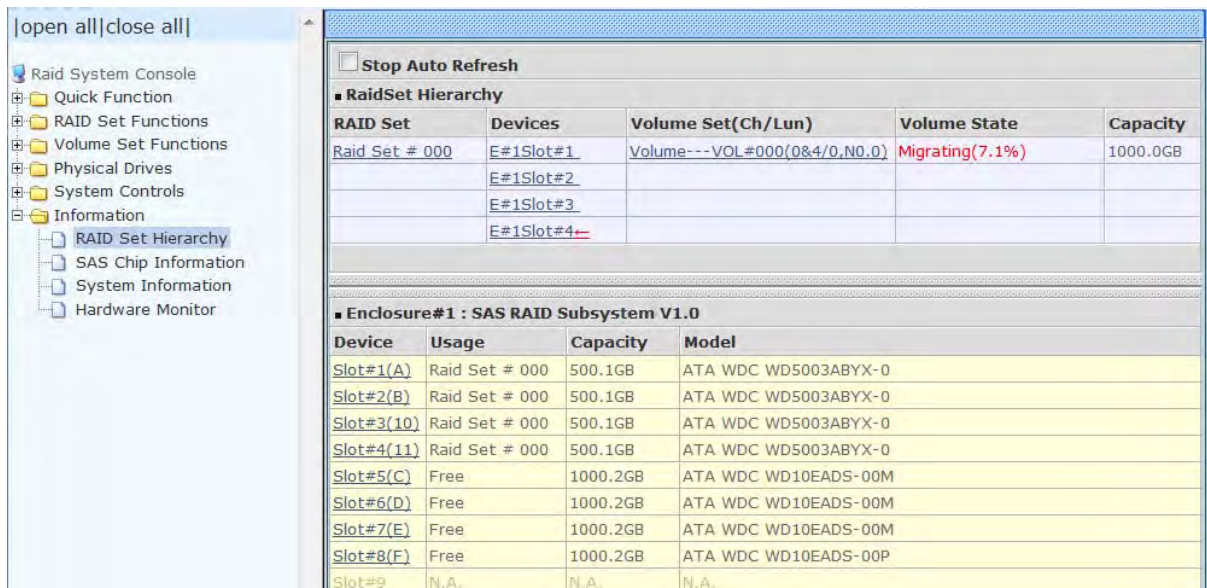 |open all|close all|
Raid System Console
Quick Function
RAID Set Functions
Volume Set Functions
Physical Drives
System Controls
Information
RAID Set Hierarchy
SAS Chip Information
System Information
Hardware Monitor
Stop Auto Refresh
RaidSet Hierarchy
RAID Set Devices Volume Set(Ch/Lun) Volume State Capacity
Raid Set # 000 E#1Slot#1 Volume---VOL#000(0&4/0,N0.0) Migrating(7.1%) 1000.0GB
E#1Slot#2
E#1Slot#3
E#1Slot#4←
Enclosure#1 : SAS RAID Subsystem V1.0
Device Usage Capacity Model
Slot#1(A) Raid Set # 000 500.1GB ATA WDC WD5003ABYX-0
Slot#2(B) Raid Set # 000 500.1GB ATA WDC WD5003ABYX-0
Slot#3(10) Raid Set # 000 500.1GB ATA WDC WD5003ABYX-0
Slot#4(11) Raid Set # 000 500.1GB ATA WDC WD5003ABYX-0
Slot#5(C) Free 1000.2GB ATA WDC WD10EADS-00M
Slot#6(D) Free 1000.2GB ATA WDC WD10EADS-00M
Slot#7(E) Free 1000.2GB ATA WDC WD10EADS-00M
Slot#8(F) Free 1000.2GB ATA WDC WD10EADS-00P
Slot#9 N.A. N.A. N.A.